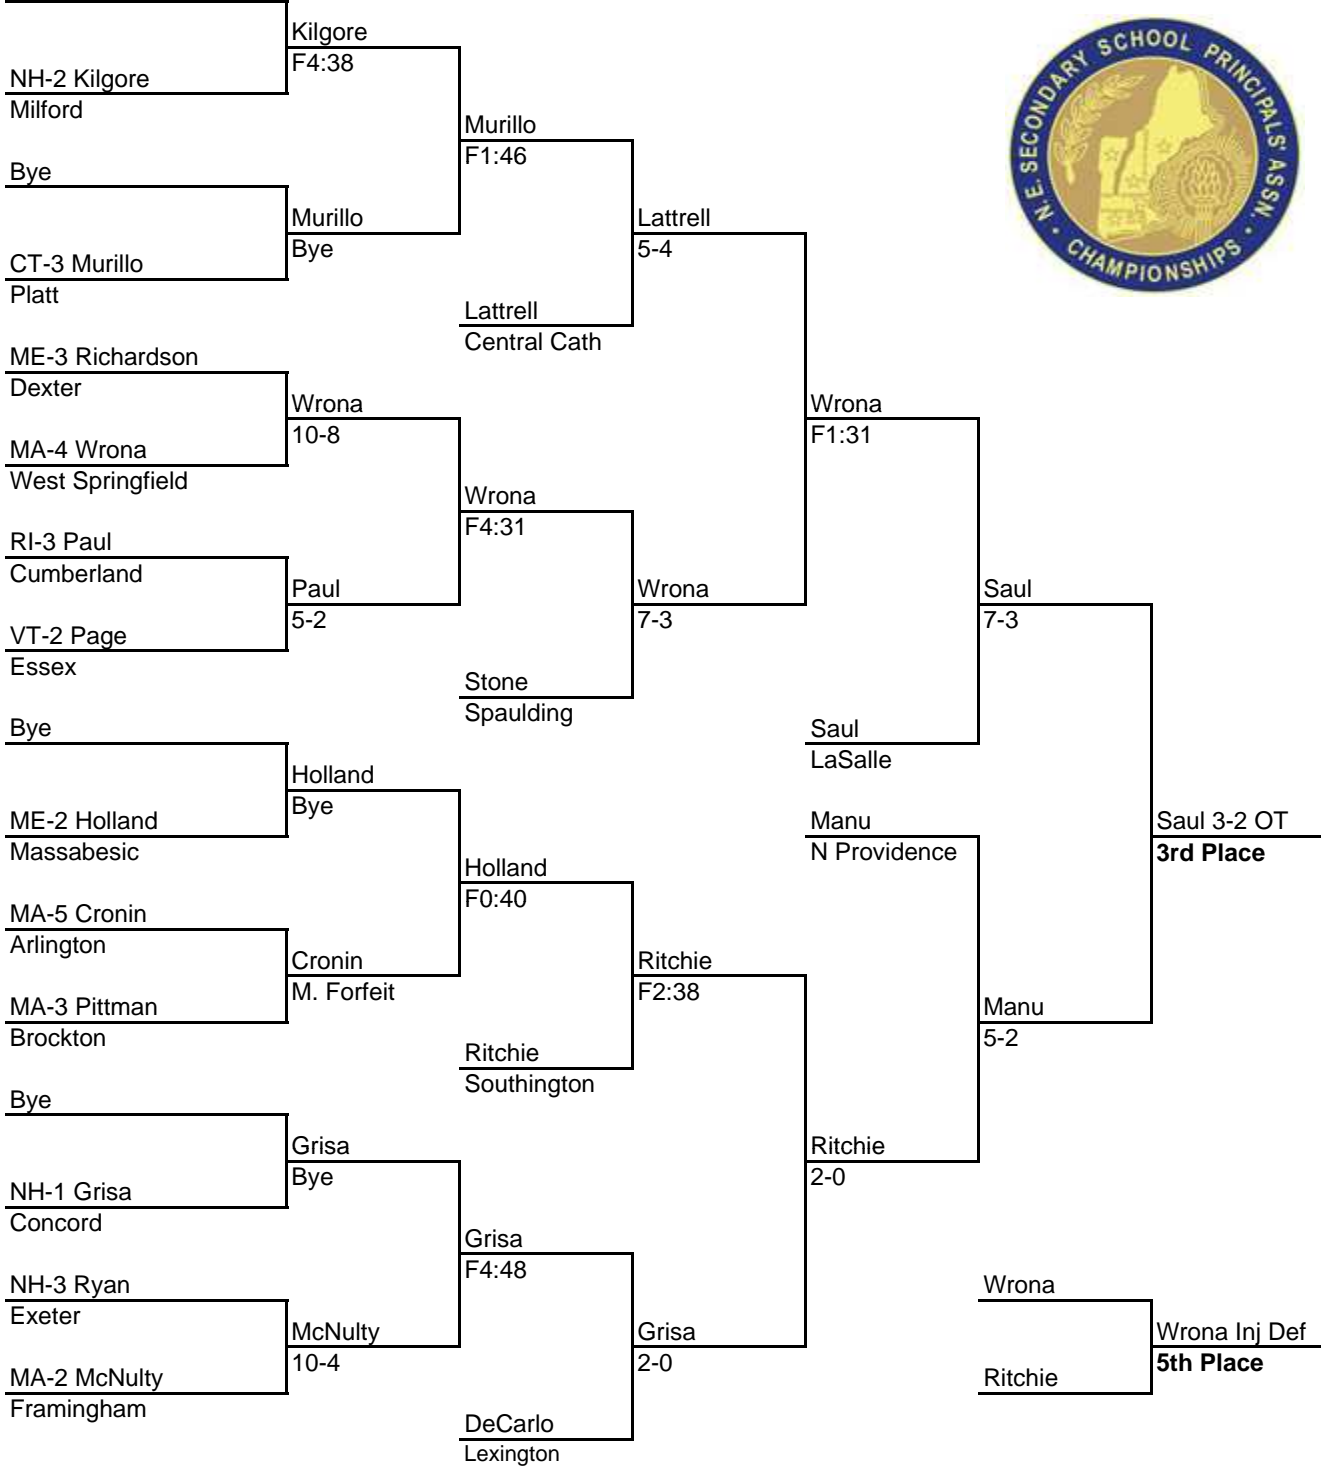 Kilgore
F4:38
NH-2 Kilgore
Milford
Murillo
F1:46
Bye
Murillo
Bye
Lattrell
5-4
CT-3 Murillo
Platt
Lattrell
Central Cath
ME-3 Richardson
Dexter
Wrona
10-8
Wrona
F1:31
MA-4 Wrona
West Springfield
Wrona
F4:31
RI-3 Paul
Cumberland
Paul
5-2
Wrona
7-3
Saul
7-3
VT-2 Page
Essex
Stone
Spaulding
Bye
Saul
LaSalle
Holland
Bye
ME-2 Holland
Massabesic
Manu
N Providence
Saul 3-2 OT
3rd Place
Holland
F0:40
MA-5 Cronin
Arlington
Cronin
M. Forfeit
Ritchie
F2:38
MA-3 Pittman
Brockton
Manu
5-2
Ritchie
Southington
Bye
Grisa
Bye
Ritchie
2-0
NH-1 Grisa
Concord
Grisa
F4:48
NH-3 Ryan
Exeter
Wrona
McNulty
10-4
Grisa
2-0
Wrona Inj Def
5th Place
MA-2 McNulty
Framingham
Ritchie
DeCarlo
Lexington
N.E. SECONDARY SCHOOL PRINCIPALS' ASSN.
CHAMPIONSHIPS